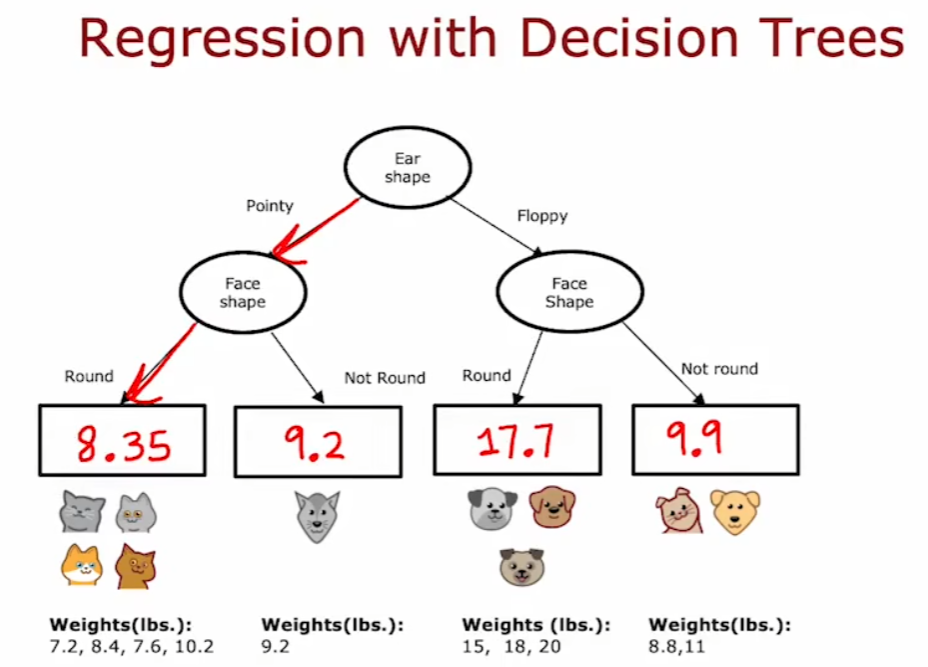 Regression with Decision Trees
Ear
shape
Pointy
Floppy
Face
shape
Face
Shape
Round
Not Round
Round
Not round
8.35
9.2
17.7
9.9
Weights(lbs.):
7.2, 8.4, 7.6, 10.2
Weights(lbs.):
9.2
Weights (lbs.):
15, 18, 20
Weights(lbs.):
8.8,11